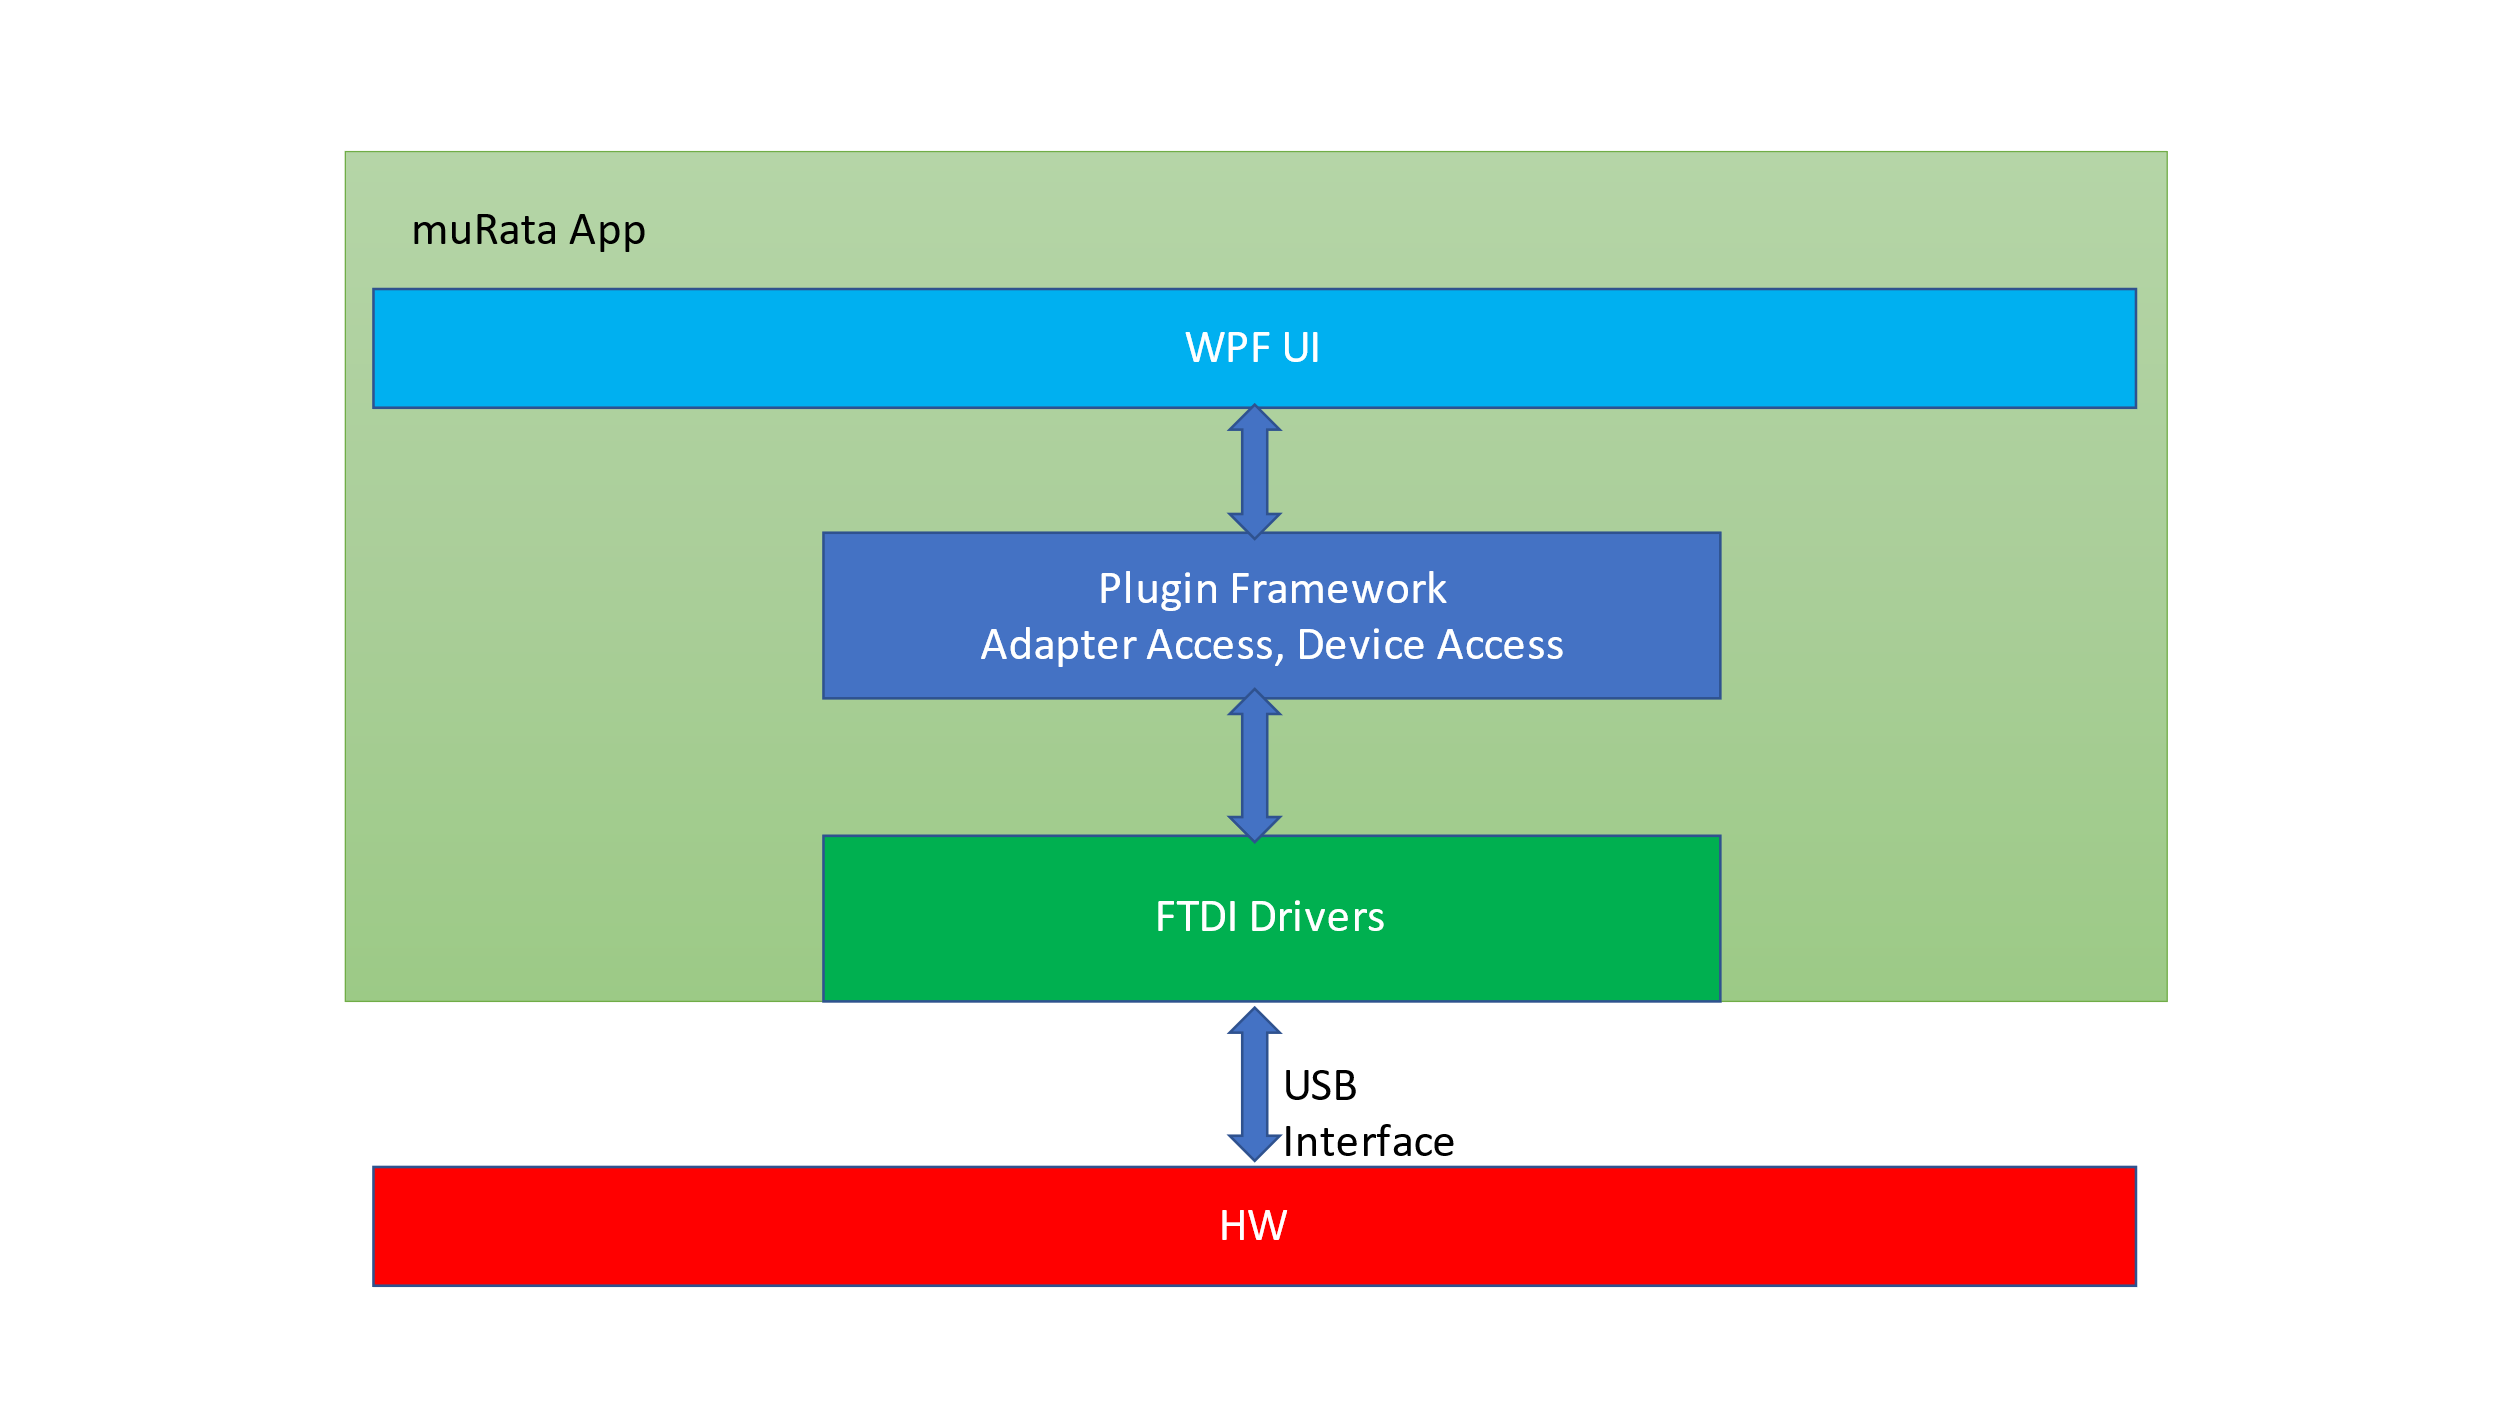 muRata App
WPF UI
Plugin Framework
Adapter Access, Device Access
FTDI Drivers
USB
Interface
HW